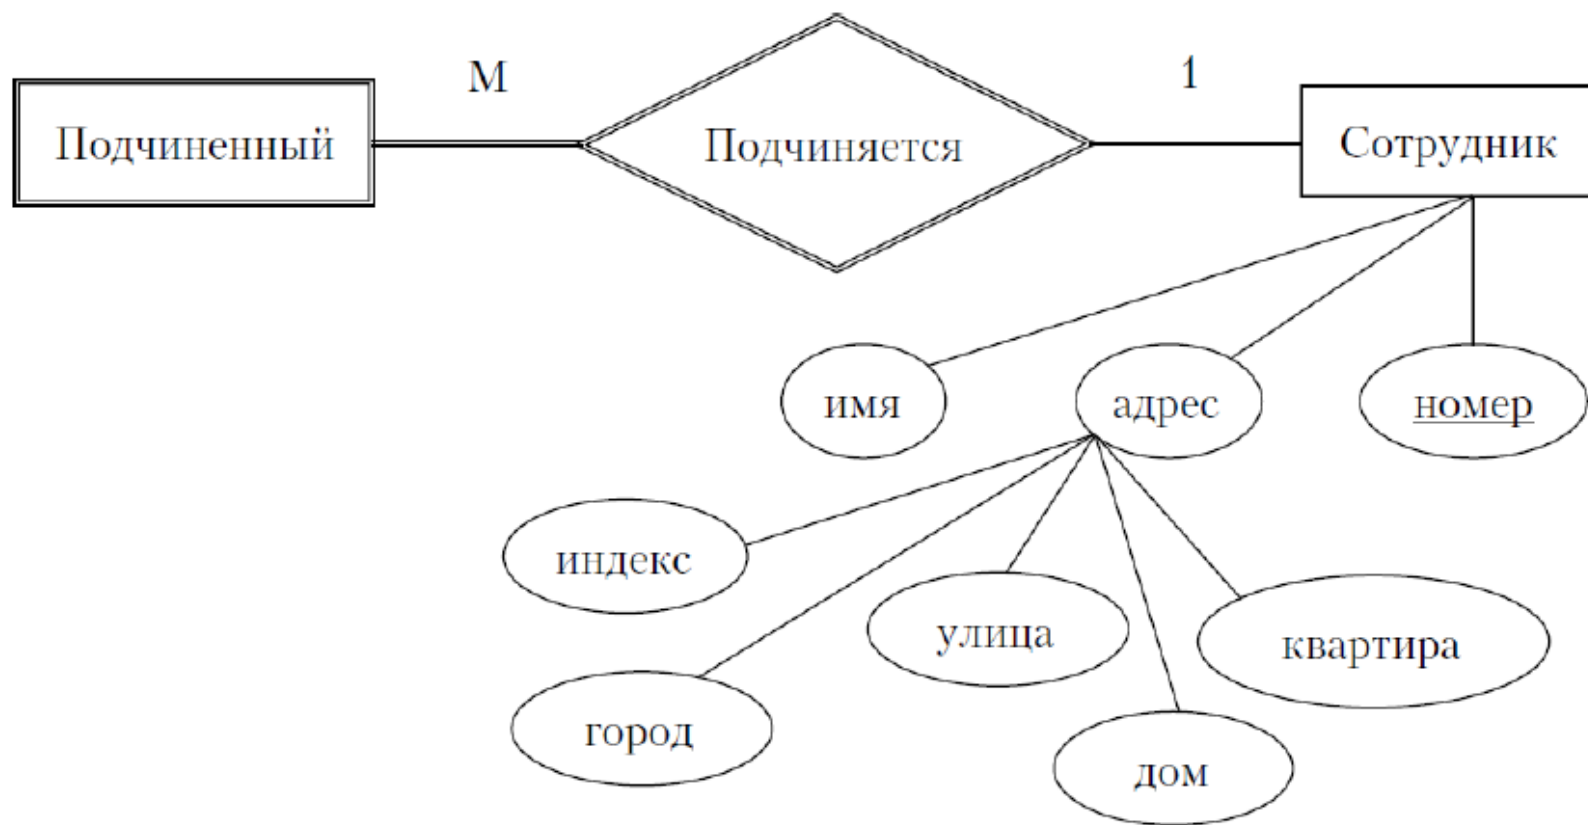 М
1
Подчиненный
Подчиняется
Сотрудник
имя
адрес
номер
индекс
улица
квартира
город
дом